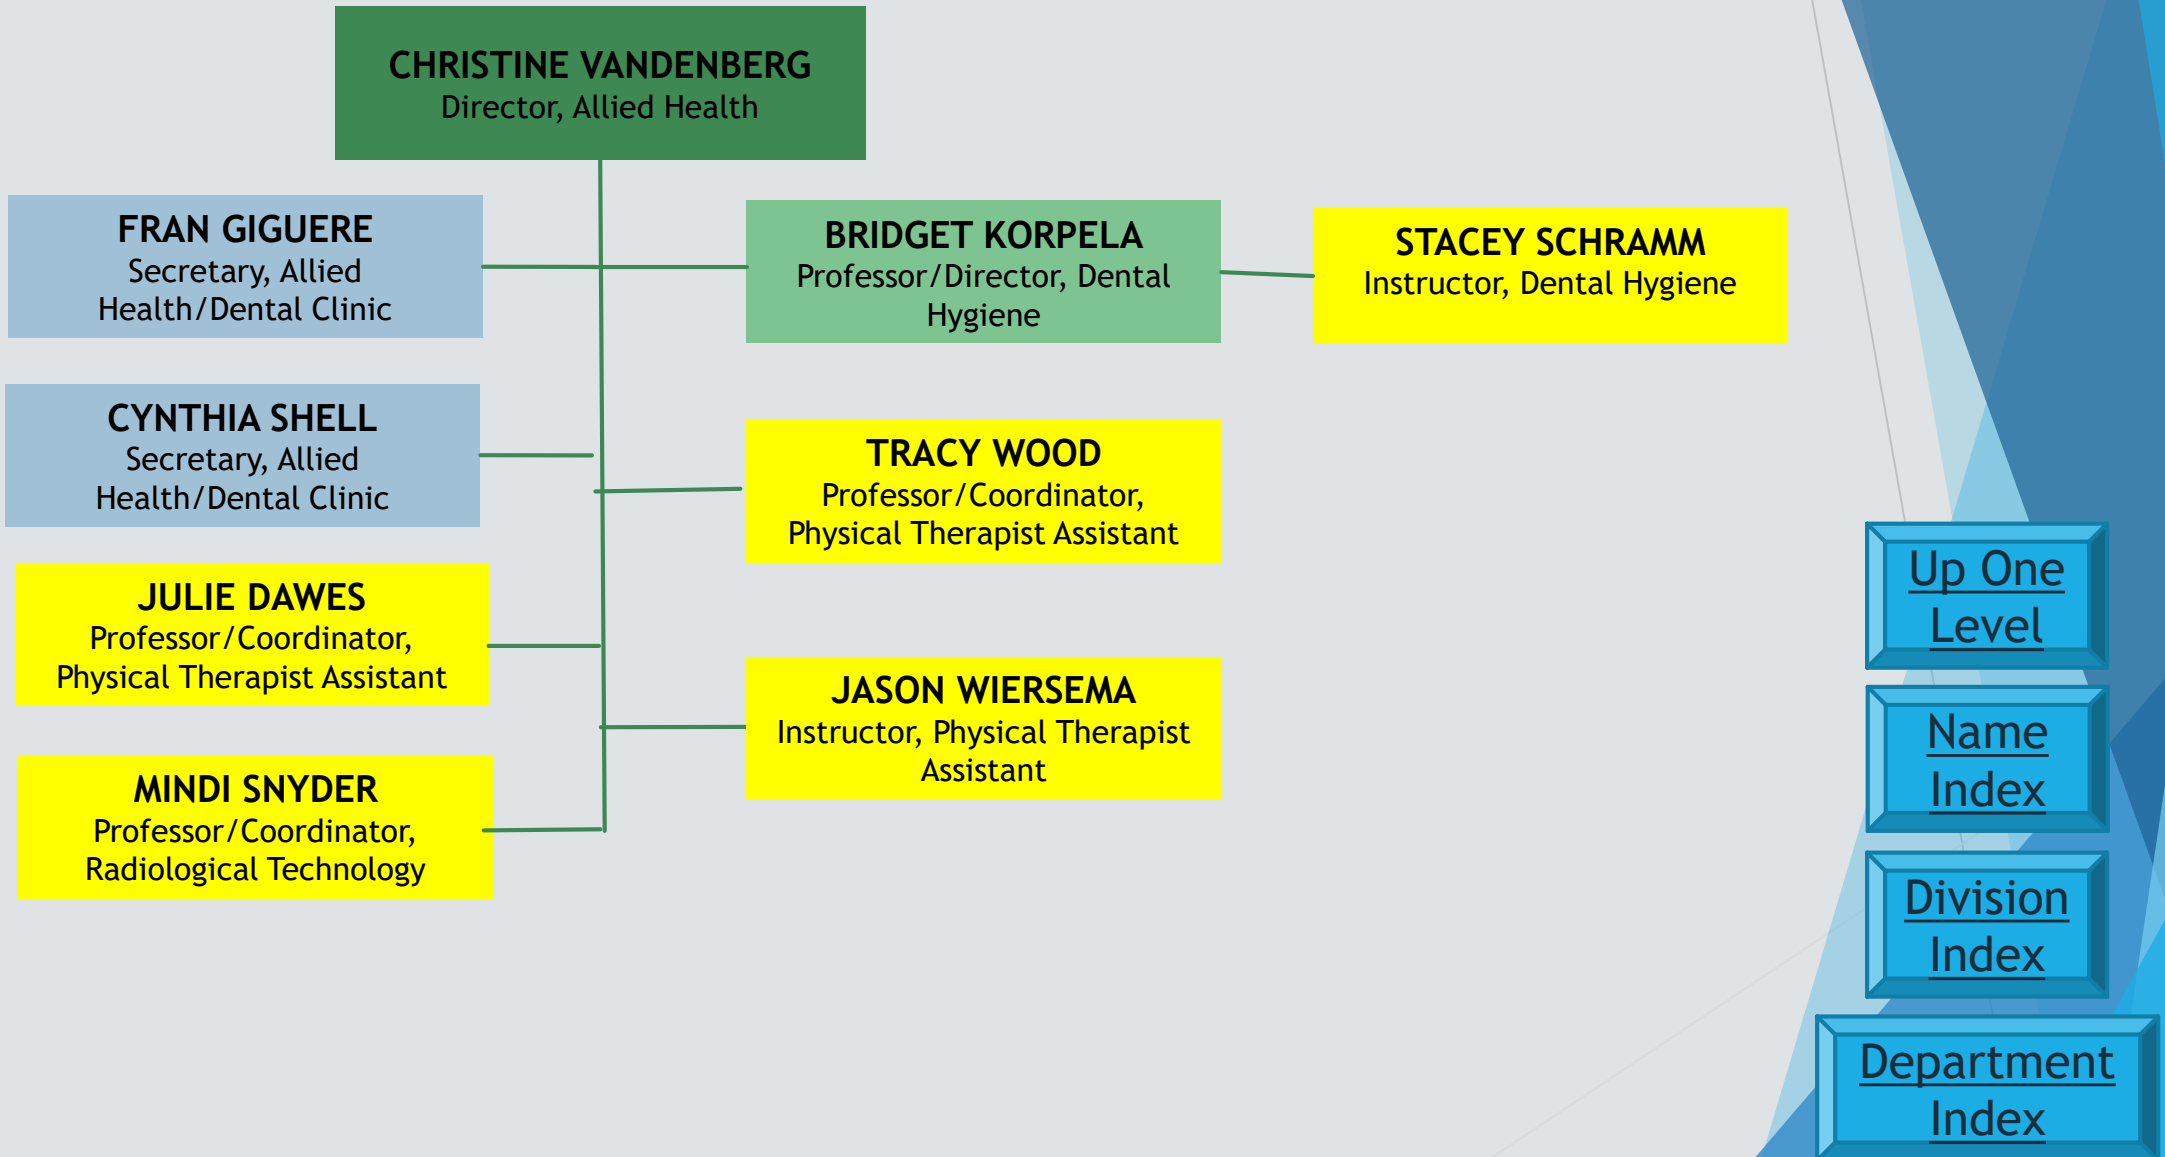 CHRISTINE VANDENBERG
Director, Allied Health
FRAN GIGUERE
Secretary, Allied
Health/Dental Clinic
BRIDGET KORPELA
Professor/Director, Dental
Hygiene
STACEY SCHRAMM
Instructor, Dental Hygiene
CYNTHIA SHELL
Secretary, Allied
Health/Dental Clinic
TRACY WOOD
Professor/Coordinator,
Physical Therapist Assistant
JULIE DAWES
Professor/Coordinator,
Physical Therapist Assistant
JASON WIERSEMA
Instructor, Physical Therapist
Assistant
MINDI SNYDER
Professor/Coordinator,
Radiological Technology
Up One
Level
Name
Index
Division
Index
Department
Index